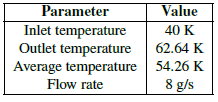 Parameter Value
Inlet temperature 40 K
Outlet temperature 62.64 K
Average temperature 54.26 K
Flow rate 8 g/s